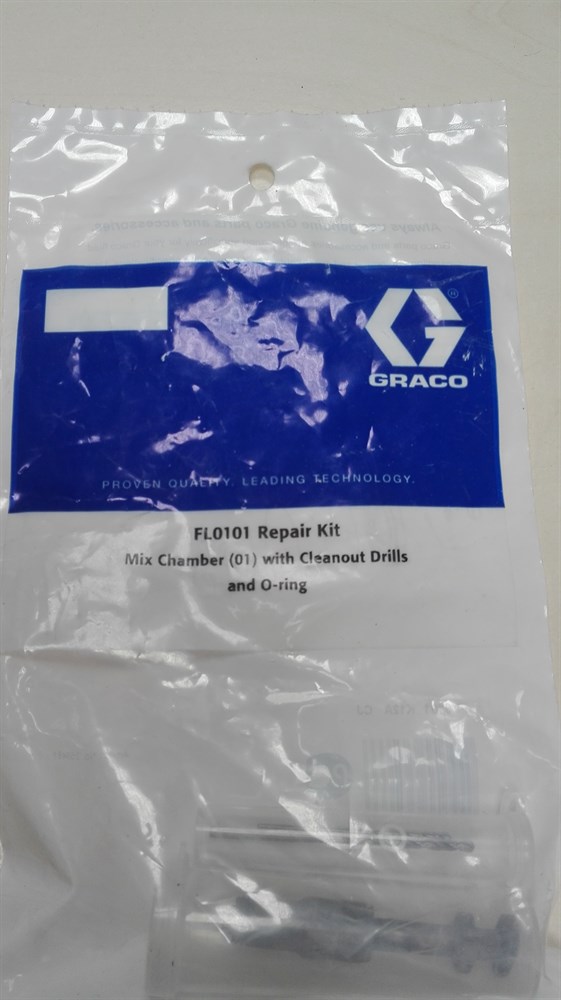 GRACO
PROVEN QUALITY. LEADING TECHNOLOGY.
FL0101 Repair Kit
Mix Chamber (01) with Cleanout Drills
and O-ring